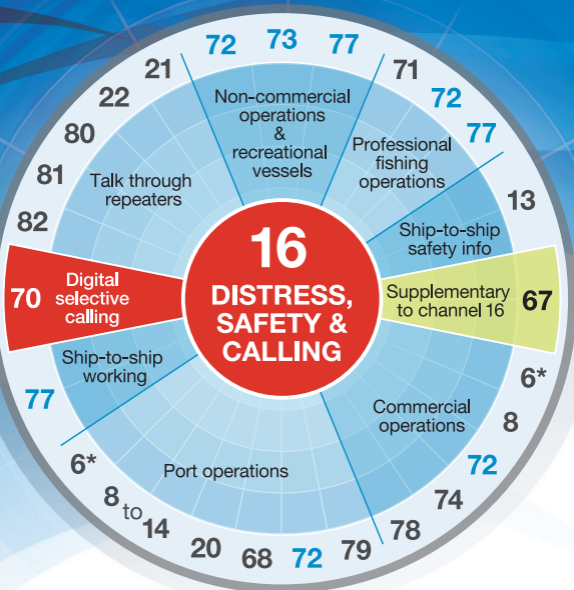 16
DISTRESS,
SAFETY &
CALLING
72 73 77
Non-commercial
operations
&
recreational
vessels
71
72
77
Professional
fishing
operations
13
Ship-to-ship
safety info
Supplementary
to channel 16
67
6*
8
72
74
78
Commercial
operations
79
72
68
20
14
to
8
6*
Port operations
77
Ship-to-ship
working
70
Digital
selective
calling
82
81
80
22
21
Talk through
repeaters